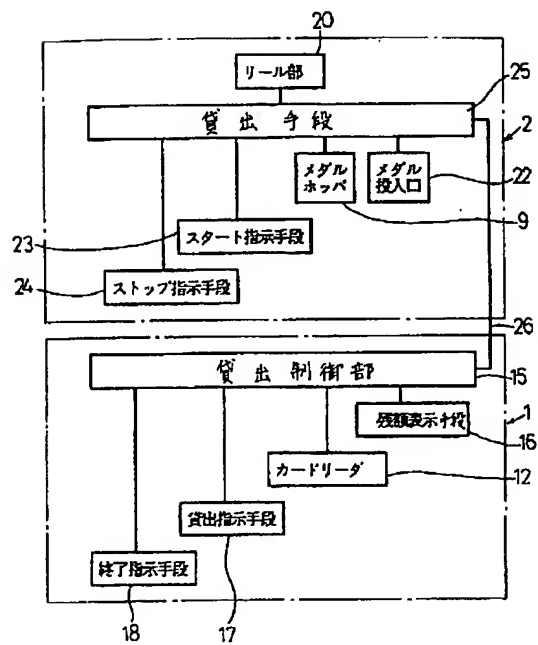 20
リール部
25
貸出手段
2
メダル
ホッパ
メダル
投入口
22
9
23
スタート指示手段
24
ストップ指示手段
26
貸出制御部
15
1
残額表示手段
16
カードリーダ
12
貸出指示手段
終了指示手段
18
17